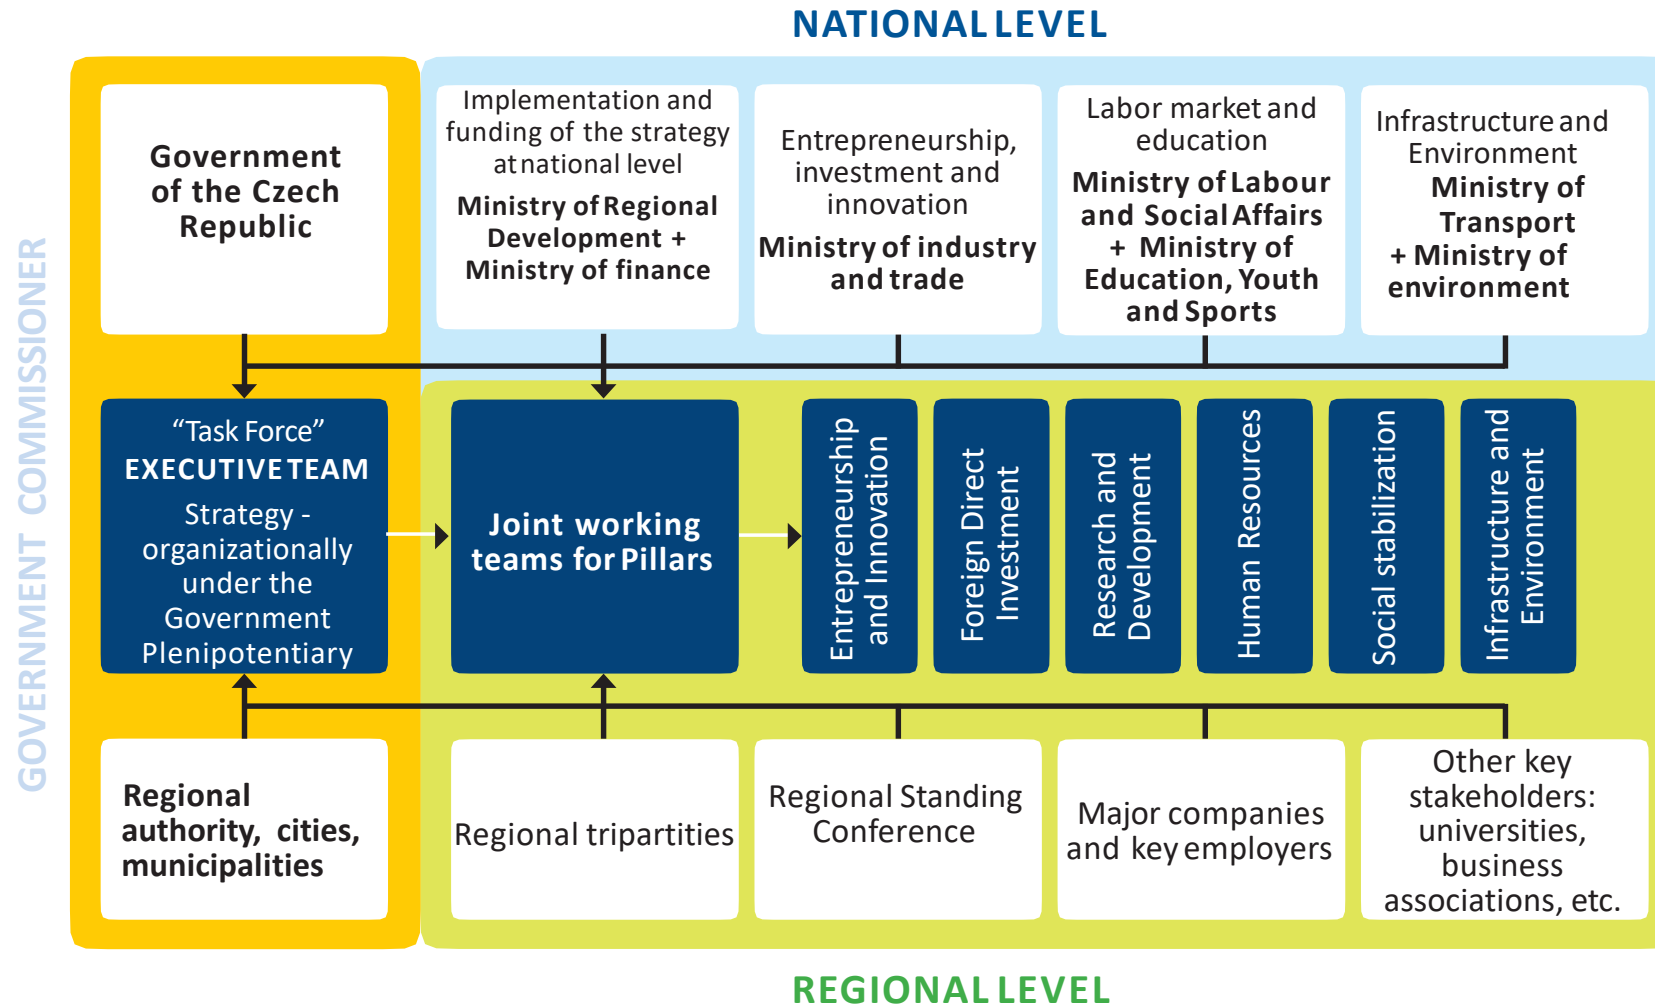 NATIONAL LEVEL
GOVERNMENT COMMISSIONER
Government
of the Czech
Republic
Implementation and
funding of the strategy
at national level
Ministry of Regional
Development +
Ministry of finance
Entrepreneurship,
investment and
innovation
Ministry of industry
and trade
Labor market and
education
Ministry of Labour
and Social Affairs
+ Ministry of
Education, Youth
and Sports
Infrastructure and
Environment
Ministry of
Transport
+ Ministry of
environment
“Task Force”
EXECUTIVE TEAM
Strategy -
organizationally
under the
Government
Plenipotentiary
Joint working
teams for Pillars
Entrepreneurship
and Innovation
Foreign Direct
Investment
Research and
Development
Human Resources
Social stabilization
Infrastructure and
Environment
Regional
authority, cities,
municipalities
Regional tripartities
Regional Standing
Conference
Major companies
and key employers
Other key
stakeholders:
universities,
business
associations, etc.
REGIONAL LEVEL